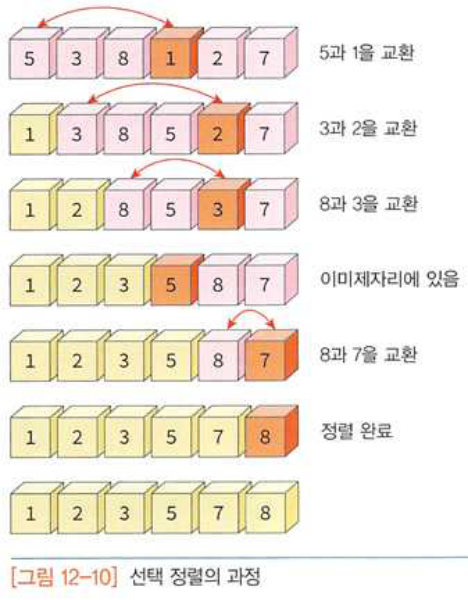 5 3 8 1 2 7 5과 1을 교환
1 3 8 5 2 7 3과 2을 교환
1 2 8 5 3 7 8과 3을 교환
1 2 3 5 8 7 이미제자리에 있음
1 2 3 5 8 7 8과 7을 교환
1 2 3 5 7 8 정렬 완료
1 2 3 5 7 8
[그림 12-10] 선택 정렬의 과정